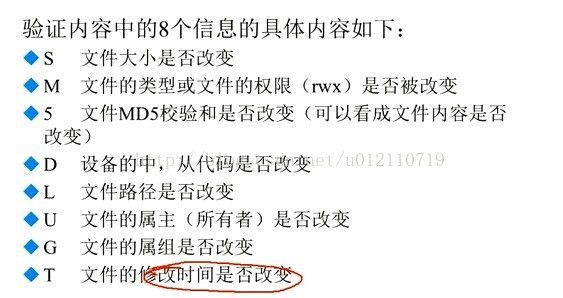 验证内容中的8个信息的具体内容如下：
S 文件大小是否改变
M 文件的类型或文件的权限（rwx）是否被改变
5 文件MD5校验和是否改变（可以看成文件内容是否
改变）
D 设备的中，从代码是否改变
L 文件路径是否改变
U 文件的属主（所有者）是否改变
G 文件的属组是否改变
T 文件的修改时间是否改变